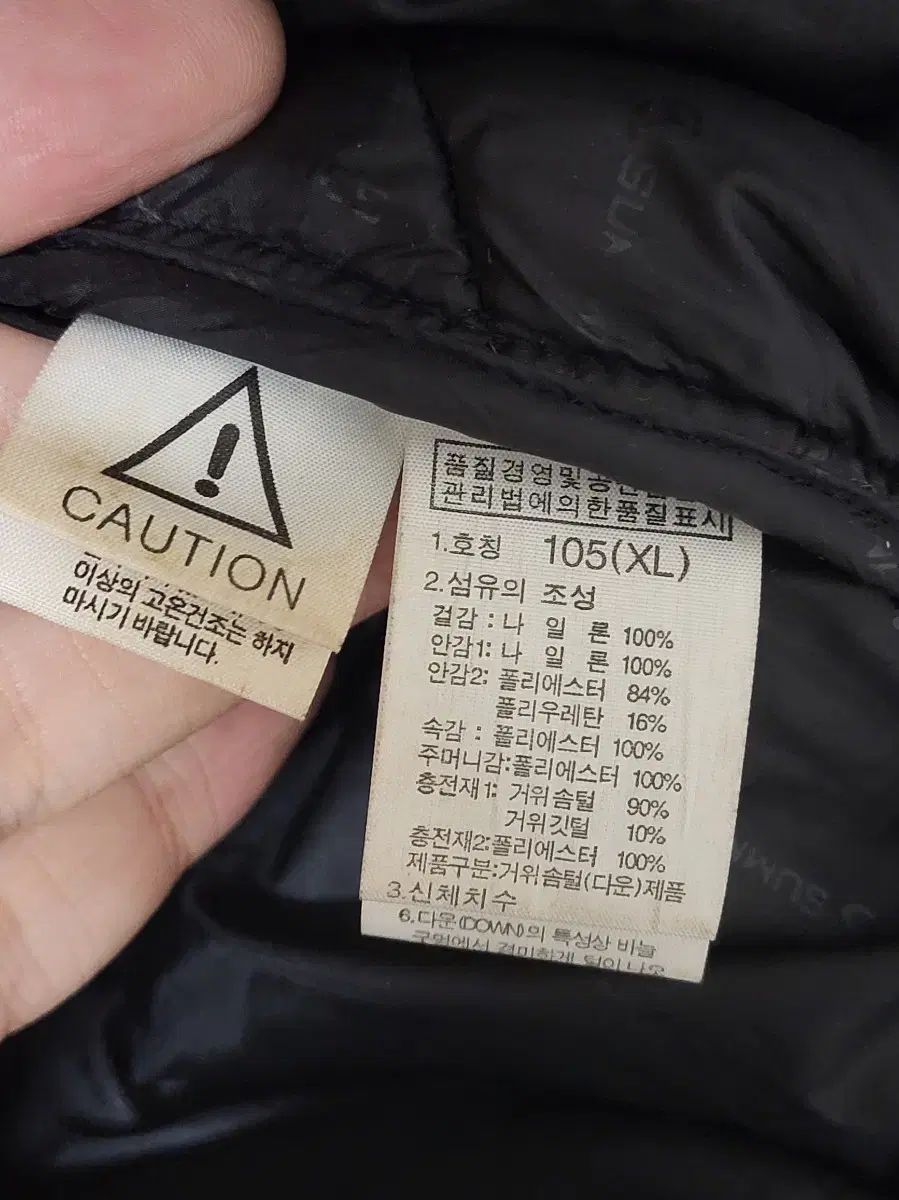 CAUTION
이상의 고온건조는 하지
마시기 바랍니다.
품질경영및공산
관리법에의한품질표시
1.호칭 105(XL)
2.섬유의 조성
겉감 : 나 일 론 100%
안감1: 나 일 론 100%
안감2: 폴리에스터 84%
폴리우레탄 16%
속감 : 폴리에스터 100%
주머니감:폴리에스터 100%
충전재1: 거위솜털 90%
거위깃털 10%
충전재2:폴리에스터 100%
제품구분:거위솜털(다운)제품
3.신체치수
6.다운(DOWN)의 특성상 비늘
SUM